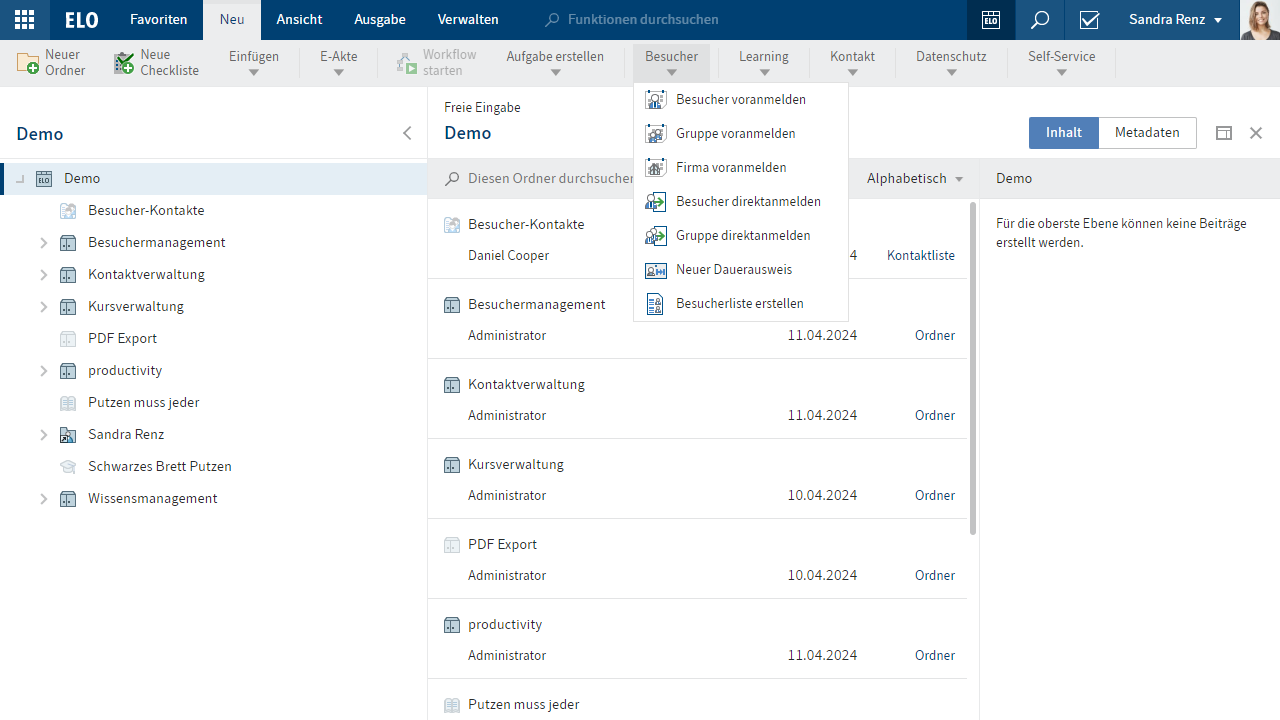 ELO
Favoriten
Neu
Ansicht
Ausgabe
Verwalten
Funktionen durchsuchen
ELO
Sandra Renz
Neuer
Ordner
Neue
Checkliste
Einfügen
E-Akte
Workflow
starten
Aufgabe erstellen
Besucher
Learning
Kontakt
Datenschutz
Self-Service
Besucher voranmelden
Gruppe voranmelden
Firma voranmelden
Besucher direktanmelden
Gruppe direktanmelden
Neuer Dauerausweis
Besucherliste erstellen
Demo
ELO
Demo
Besucher-Kontakte
Besuchermanagement
Kontaktverwaltung
Kursverwaltung
PDF Export
productivity
Putzen muss jeder
Sandra Renz
Schwarzes Brett Putzen
Wissensmanagement
Freie Eingabe
Demo
Inhalt
Metadaten
Diesen Ordner durchsuchen
Alphabetisch
Besucher-Kontakte
Daniel Cooper
4
Kontaktliste
Besuchermanagement
Administrator
11.04.2024
Ordner
Kontaktverwaltung
Administrator
11.04.2024
Ordner
Kursverwaltung
Administrator
10.04.2024
Ordner
PDF Export
Administrator
10.04.2024
Ordner
productivity
Administrator
11.04.2024
Ordner
Putzen muss jeder
Demo
Für die oberste Ebene können keine Beiträge
erstellt werden.